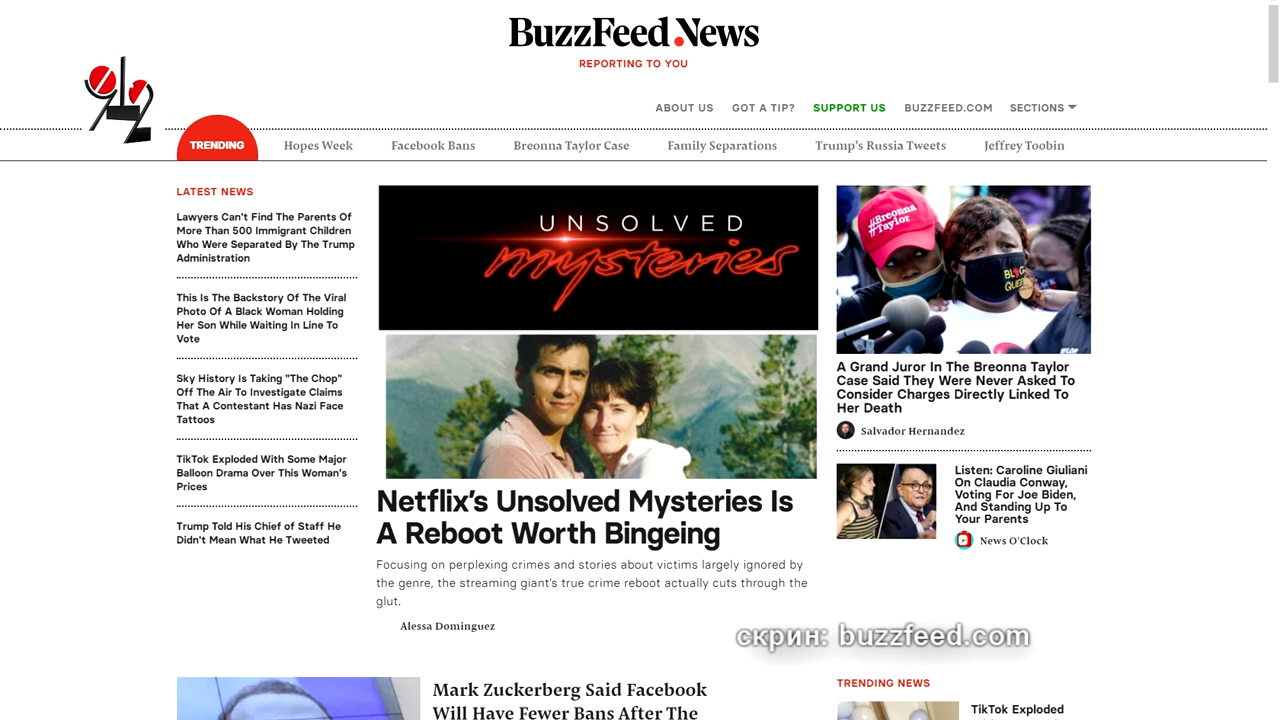 BuzzFeed News
REPORTING TO YOU
ABOUT US
GOT A TIP?
SUPPORT US
BUZZFEED.COM
SECTIONS
TRENDING
Hopes Week
Facebook Bans
Breonna Taylor Case
Family Separations
Trump's Russia Tweets
Jeffrey Toobin
LATEST NEWS
Lawyers Can't Find The Parents Of
More Than 500 Immigrant Children
Who Were Separated By The Trump
Administration
This Is The Backstory Of The Viral
Photo Of A Black Woman Holding
Her Son While Waiting In Line To
Vote
Sky History Is Taking "The Chop"
Off The Air To Investigate Claims
That A Contestant Has Nazi Face
Tattoos
TikTok Exploded With Some Major
Balloon Drama Over This Woman's
Prices
Trump Told His Chief of Staff He
Didn't Mean What He Tweeted
UNSOLVED
mysteries
Netflix's Unsolved Mysteries Is
A Reboot Worth Bingeing
Focusing on perplexing crimes and stories about victims largely ignored by
the genre, the streaming giant's true crime reboot actually cuts through the
glut.
Alessa Dominguez
#Breonna
Taylor
A Grand Juror In The Breonna Taylor
Case Said They Were Never Asked To
Consider Charges Directly Linked To
Her Death
Salvador Hernandez
Listen: Caroline Giuliani
On Claudia Conway,
Voting For Joe Biden,
And Standing Up To
Your Parents
News O'Clock
скрин: buzzfeed.com
Mark Zuckerberg Said Facebook
Will Have Fewer Bans After The
TRENDING NEWS
TikTok Exploded